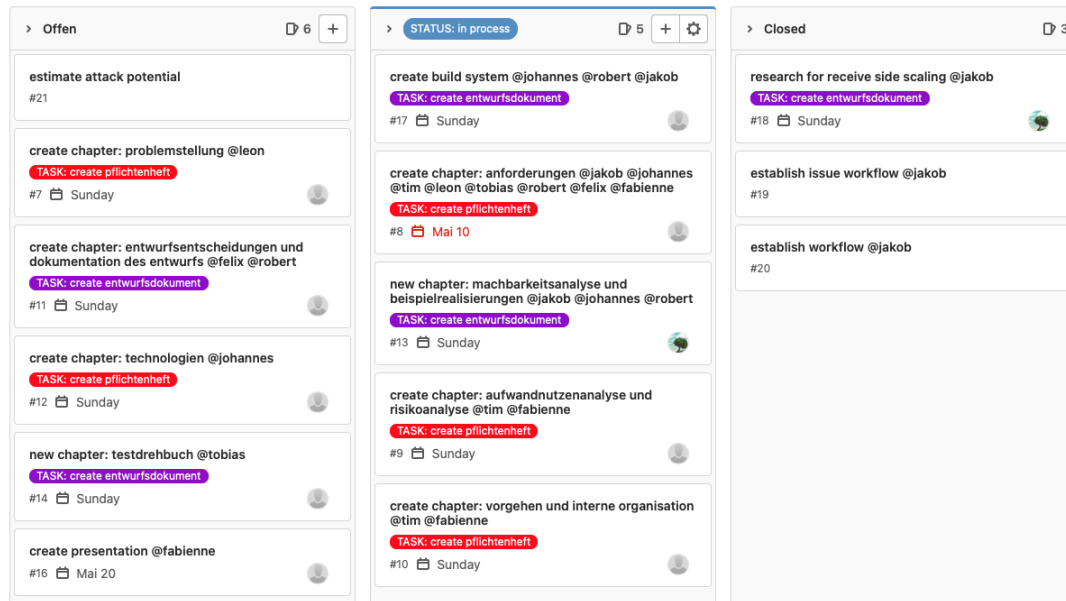 Offen
6
estimate attack potential
#21
create chapter: problemstellung @leon
TASK: create pflichtenheft
#7 Sunday
create chapter: entwurfsentscheidungen und
dokumentation des entwurfs @felix @robert
TASK: create entwurfsdokument
#11 Sunday
create chapter: technologien @johannes
TASK: create pflichtenheft
#12 Sunday
new chapter: testdrehbuch @tobias
TASK: create entwurfsdokument
#14 Sunday
create presentation @fabienne
#16 Mai 20
STATUS: in process
5
create build system @johannes @robert @jakob
TASK: create entwurfsdokument
#17 Sunday
create chapter: anforderungen @jakob @johannes
@tim @leon @tobias @robert @felix @fabienne
TASK: create pflichtenheft
#8 Mai 10
new chapter: machbarkeitsanalyse und
beispielrealisierungen @jakob @johannes @robert
TASK: create entwurfsdokument
#13 Sunday
create chapter: aufwandnutzenanalyse und
risikoanalyse @tim @fabienne
TASK: create pflichtenheft
#9 Sunday
create chapter: vorgehen und interne organisation
@tim @fabienne
TASK: create pflichtenheft
#10 Sunday
Closed
3
research for receive side scaling @jakob
TASK: create entwurfsdokument
#18 Sunday
establish issue workflow @jakob
#19
establish workflow @jakob
#20